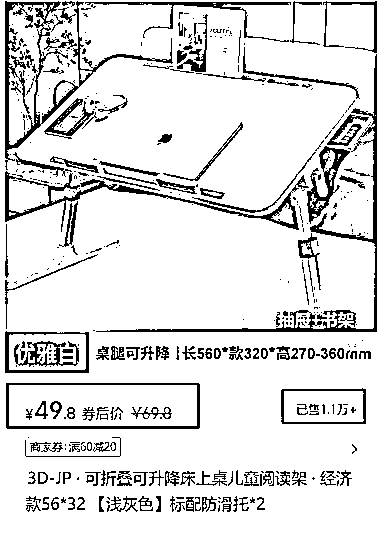 抽屉+书架
优雅白
桌腿可升降 | 长560*款320*高270-360mm
¥49.8 券后价 ¥69.8
已售1.1万+
商家券:满60减20
3D-JP·可折叠可升降床上桌儿童阅读架·经济
款56*32 【浅灰色】标配防滑托*2